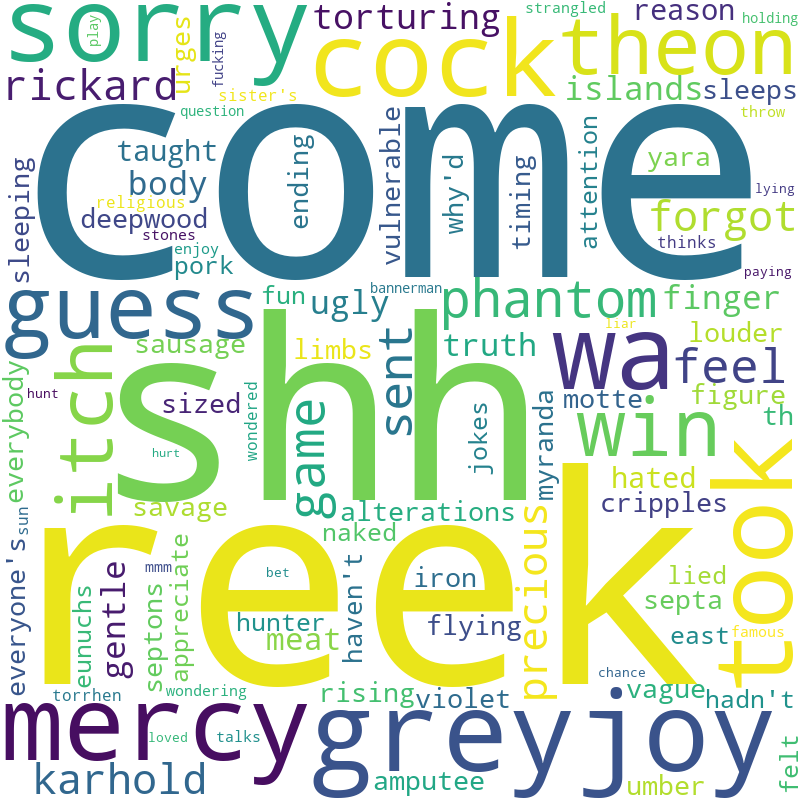 sorry
play
urges
fucking
torturing
strangled
reason
holding
cock
theon
rickard
sister's
islands
sleeps
question
throw
come
taught
body
religious
deepwood
stones
enjoy
pork
sleeping
ending
vulnerable
why'd
timing
attention
yara
lying
forgot
thinks
paying
guess
fun
ugly
bannerman
phantom
finger
liar
louder
sausage
limbs
sent
truth
wa
feel
itch
hunt
everybody
sized
wondered
game
shh
jokes
myranda
motte
figure
win
th
hurt
savage
alterations
hated
cripples
took
sun
everyone's
mmm
naked
reek
bet
haven't
iron
precious
lied
septa
gentle
eunuchs
septons
appreciate
hunter
meat
flying
east
famous
chance
torrhen
wondering
rising
violet
vague
hadn't
mercy
loved
talks
greyjoy
karhold
amputee
umber
felt